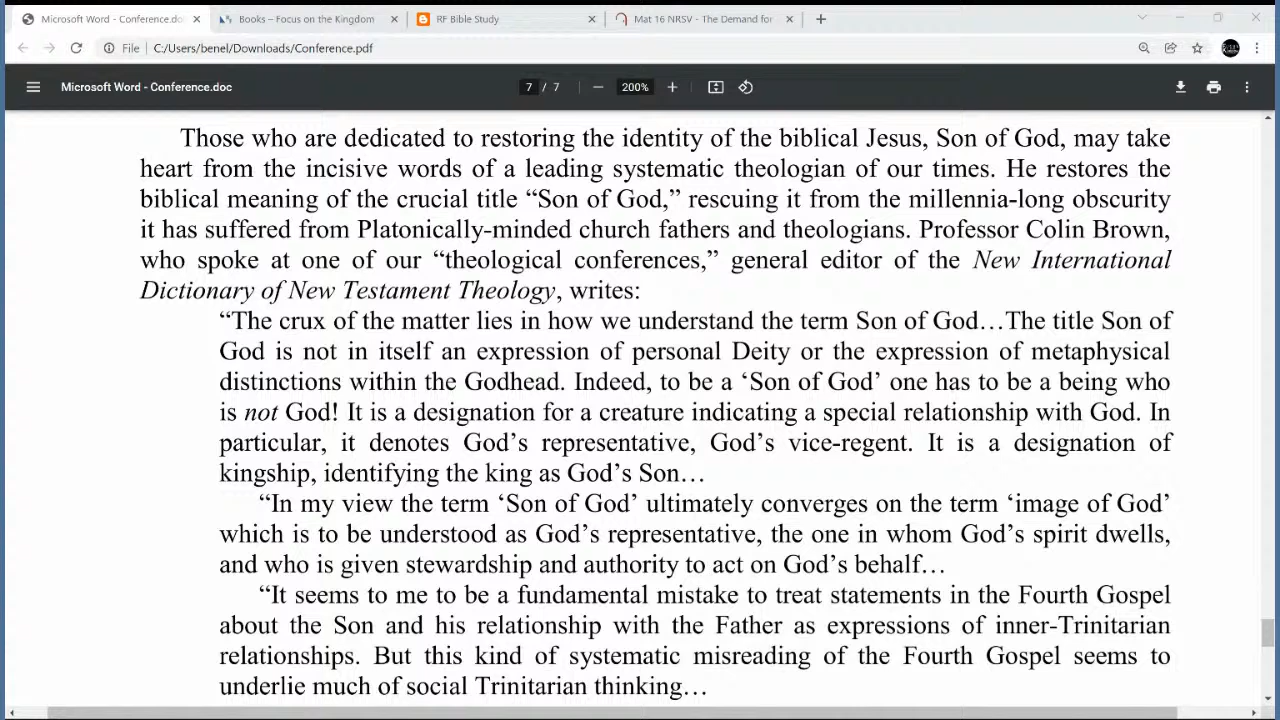 Microsoft Word - Conference.do
Books – Focus on the Kingdom
RF Bible Study
Mat 16 NRSV - The Demand for
File
C:/Users/benel/Downloads/Conference.pdf
Microsoft Word - Conference.doc
7 / 7
200%
Those who are dedicated to restoring the identity of the biblical Jesus, Son of God, may take
heart from the incisive words of a leading systematic theologian of our times. He restores the
biblical meaning of the crucial title “Son of God,” rescuing it from the millennia-long obscurity
it has suffered from Platonically-minded church fathers and theologians. Professor Colin Brown,
who spoke at one of our “theological conferences,” general editor of the New International
Dictionary of New Testament Theology, writes:
“The crux of the matter lies in how we understand the term Son of God…The title Son of
God is not in itself an expression of personal Deity or the expression of metaphysical
distinctions within the Godhead. Indeed, to be a ‘Son of God’ one has to be a being who
is not God! It is a designation for a creature indicating a special relationship with God. In
particular, it denotes God’s representative, God’s vice-regent. It is a designation of
kingship, identifying the king as God’s Son…
“In my view the term ‘Son of God’ ultimately converges on the term ‘image of God’
which is to be understood as God’s representative, the one in whom God’s spirit dwells,
and who is given stewardship and authority to act on God’s behalf…
“It seems to me to be a fundamental mistake to treat statements in the Fourth Gospel
about the Son and his relationship with the Father as expressions of inner-Trinitarian
relationships. But this kind of systematic misreading of the Fourth Gospel seems to
underlie much of social Trinitarian thinking…